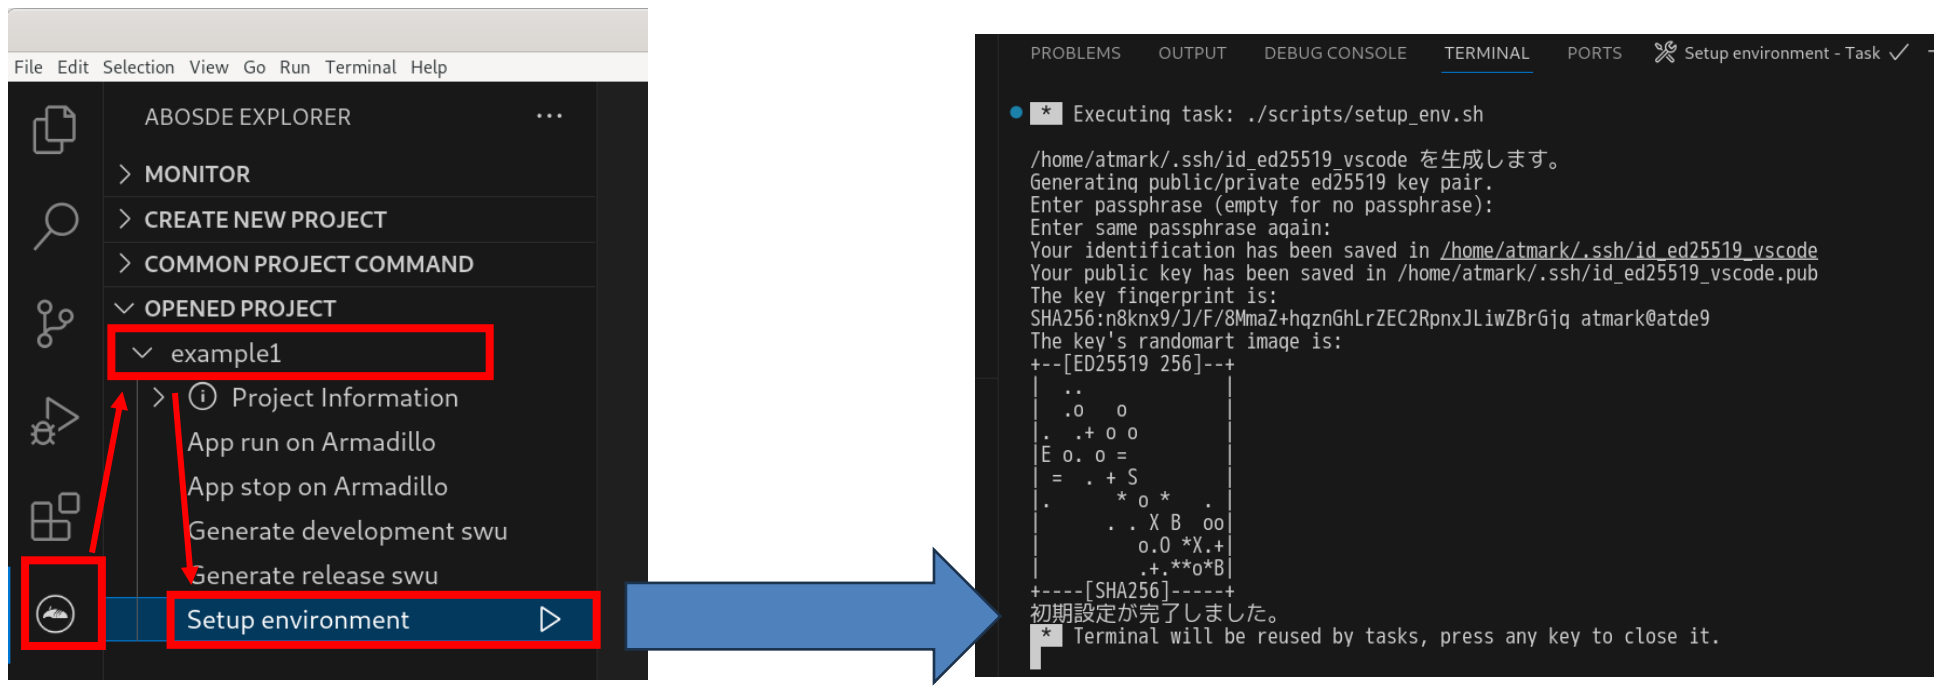 File Edit Selection View Go Run Terminal Help
ABOSDE EXPLORER ...
MONITOR
CREATE NEW PROJECT
COMMON PROJECT COMMAND
OPENED PROJECT
example1
Project Information
App run on Armadillo
App stop on Armadillo
Generate development swu
Generate release swu
Setup environment
PROBLEMS OUTPUT DEBUG CONSOLE TERMINAL PORTS Setup environment - Task
* Executing task: ./scripts/setup_env.sh
/home/atmark/.ssh/id_ed25519_vscode を生成します。
Generating public/private ed25519 key pair.
Enter passphrase (empty for no passphrase):
Enter same passphrase again:
Your identification has been saved in /home/atmark/.ssh/id_ed25519_vscode
Your public key has been saved in /home/atmark/.ssh/id_ed25519_vscode.pub
The key fingerprint is:
SHA256:n8knx9/J/F/8MmaZ+hqznGhLrZEC2RpnxJLiwZBrGjq atmark@atde9
The key's randomart image is:
+--[ED25519 256]--+
|  ..             |
|  .o   o         |
|.  .+ o o        |
|E o. o =         |
| =  . + S        |
|.      * o *   . |
|      . . X B  oo|
|         o.O *X.+|
|         .+.**o*B|
+----[SHA256]-----+
初期設定が完了しました。
* Terminal will be reused by tasks, press any key to close it.